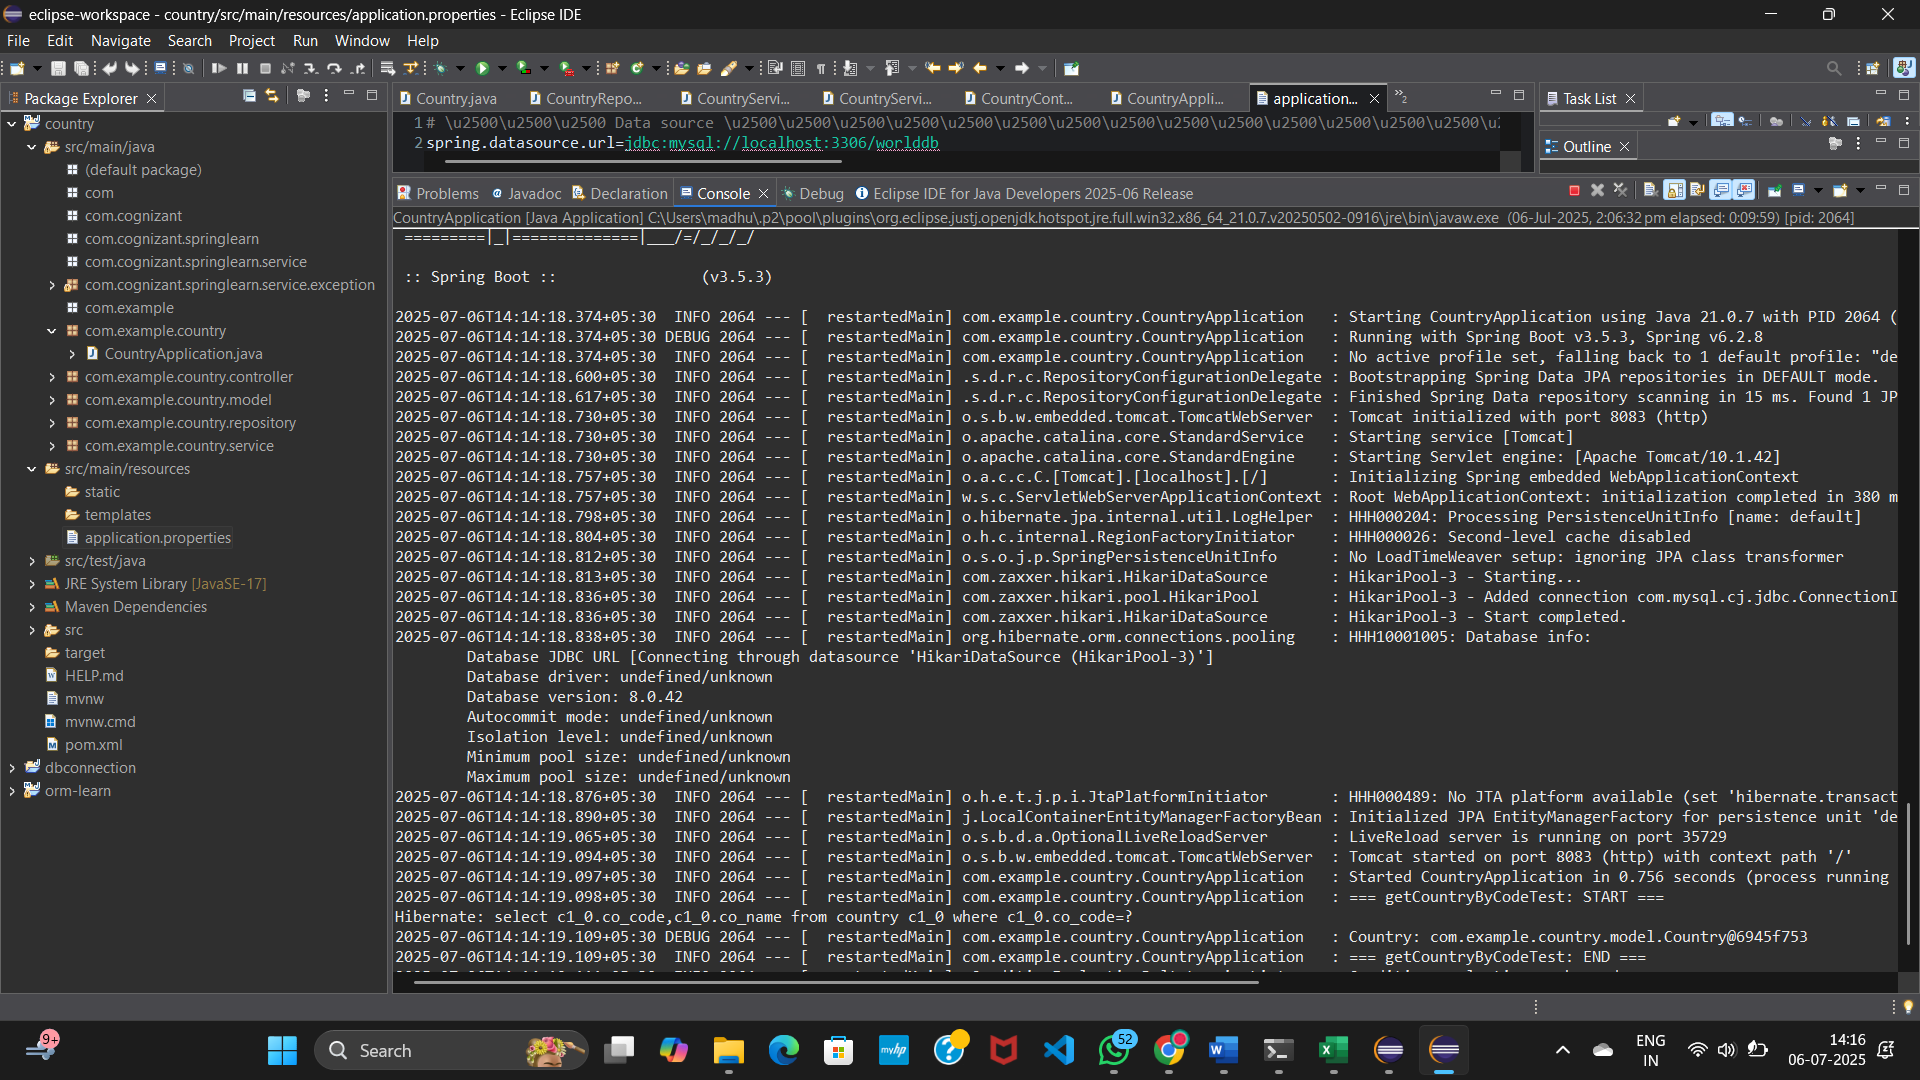 eclipse-workspace - country/src/main/resources/application.properties - Eclipse IDE
File Edit Navigate Search Project Run Window Help
Package Explorer
country
src/main/java
(default package)
com
com.cognizant
com.cognizant.springlearn
com.cognizant.springlearn.service
com.cognizant.springlearn.service.exception
com.example
com.example.country
CountryApplication.java
com.example.country.controller
com.example.country.model
com.example.country.repository
com.example.country.service
src/main/resources
static
templates
application.properties
src/test/java
JRE System Library [JavaSE-17]
Maven Dependencies
src
target
HELP.md
mvnw
mvnw.cmd
pom.xml
dbconnection
orm-learn
Country.java CountryRepo... CountryServi... CountryServi... CountryCont... CountryAppli... application... »2
1 # \u2500\u2500\u2500 Data source \u2500\u2500\u2500\u2500\u2500\u2500\u2500\u2500\u2500\u2500\u2500\u2500\u2
2 spring.datasource.url=jdbc:mysql://localhost:3306/worlddb
Task List
Outline
Problems Javadoc Declaration Console Debug Eclipse IDE for Java Developers 2025-06 Release
CountryApplication [Java Application] C:\Users\madhu\.p2\pool\plugins\org.eclipse.justj.openjdk.hotspot.jre.full.win32.x86_64_21.0.7.v20250502-0916\jre\bin\javaw.exe (06-Jul-2025, 2:06:32 pm elapsed: 0:09:59) [pid: 2064]
=========|_|==============|___/=/_/_/_/
:: Spring Boot :: (v3.5.3)
2025-07-06T14:14:18.374+05:30 INFO 2064 --- [ restartedMain] com.example.country.CountryApplication : Starting CountryApplication using Java 21.0.7 with PID 2064 (
2025-07-06T14:14:18.374+05:30 DEBUG 2064 --- [ restartedMain] com.example.country.CountryApplication : Running with Spring Boot v3.5.3, Spring v6.2.8
2025-07-06T14:14:18.374+05:30 INFO 2064 --- [ restartedMain] com.example.country.CountryApplication : No active profile set, falling back to 1 default profile: "de
2025-07-06T14:14:18.600+05:30 INFO 2064 --- [ restartedMain] .s.d.r.c.RepositoryConfigurationDelegate : Bootstrapping Spring Data JPA repositories in DEFAULT mode.
2025-07-06T14:14:18.617+05:30 INFO 2064 --- [ restartedMain] .s.d.r.c.RepositoryConfigurationDelegate : Finished Spring Data repository scanning in 15 ms. Found 1 JP
2025-07-06T14:14:18.730+05:30 INFO 2064 --- [ restartedMain] o.s.b.w.embedded.tomcat.TomcatWebServer : Tomcat initialized with port 8083 (http)
2025-07-06T14:14:18.730+05:30 INFO 2064 --- [ restartedMain] o.apache.catalina.core.StandardService : Starting service [Tomcat]
2025-07-06T14:14:18.730+05:30 INFO 2064 --- [ restartedMain] o.apache.catalina.core.StandardEngine : Starting Servlet engine: [Apache Tomcat/10.1.42]
2025-07-06T14:14:18.757+05:30 INFO 2064 --- [ restartedMain] o.a.c.c.C.[Tomcat].[localhost].[/] : Initializing Spring embedded WebApplicationContext
2025-07-06T14:14:18.757+05:30 INFO 2064 --- [ restartedMain] w.s.c.ServletWebServerApplicationContext : Root WebApplicationContext: initialization completed in 380 m
2025-07-06T14:14:18.798+05:30 INFO 2064 --- [ restartedMain] o.hibernate.jpa.internal.util.LogHelper : HHH000204: Processing PersistenceUnitInfo [name: default]
2025-07-06T14:14:18.804+05:30 INFO 2064 --- [ restartedMain] o.h.c.internal.RegionFactoryInitiator : HHH000026: Second-level cache disabled
2025-07-06T14:14:18.812+05:30 INFO 2064 --- [ restartedMain] o.s.o.j.p.SpringPersistenceUnitInfo : No LoadTimeWeaver setup: ignoring JPA class transformer
2025-07-06T14:14:18.813+05:30 INFO 2064 --- [ restartedMain] com.zaxxer.hikari.HikariDataSource : HikariPool-3 - Starting...
2025-07-06T14:14:18.836+05:30 INFO 2064 --- [ restartedMain] com.zaxxer.hikari.pool.HikariPool : HikariPool-3 - Added connection com.mysql.cj.jdbc.ConnectionI
2025-07-06T14:14:18.836+05:30 INFO 2064 --- [ restartedMain] com.zaxxer.hikari.HikariDataSource : HikariPool-3 - Start completed.
2025-07-06T14:14:18.838+05:30 INFO 2064 --- [ restartedMain] org.hibernate.orm.connections.pooling : HHH10001005: Database info:
Database JDBC URL [Connecting through datasource 'HikariDataSource (HikariPool-3)']
Database driver: undefined/unknown
Database version: 8.0.42
Autocommit mode: undefined/unknown
Isolation level: undefined/unknown
Minimum pool size: undefined/unknown
Maximum pool size: undefined/unknown
2025-07-06T14:14:18.876+05:30 INFO 2064 --- [ restartedMain] o.h.e.t.j.p.i.JtaPlatformInitiator : HHH000489: No JTA platform available (set 'hibernate.transact
2025-07-06T14:14:18.890+05:30 INFO 2064 --- [ restartedMain] j.LocalContainerEntityManagerFactoryBean : Initialized JPA EntityManagerFactory for persistence unit 'de
2025-07-06T14:14:19.065+05:30 INFO 2064 --- [ restartedMain] o.s.b.d.a.OptionalLiveReloadServer : LiveReload server is running on port 35729
2025-07-06T14:14:19.094+05:30 INFO 2064 --- [ restartedMain] o.s.b.w.embedded.tomcat.TomcatWebServer : Tomcat started on port 8083 (http) with context path '/'
2025-07-06T14:14:19.097+05:30 INFO 2064 --- [ restartedMain] com.example.country.CountryApplication : Started CountryApplication in 0.756 seconds (process running
2025-07-06T14:14:19.098+05:30 INFO 2064 --- [ restartedMain] com.example.country.CountryApplication : === getCountryByCodeTest: START ===
Hibernate: select c1_0.co_code,c1_0.co_name from country c1_0 where c1_0.co_code=?
2025-07-06T14:14:19.109+05:30 DEBUG 2064 --- [ restartedMain] com.example.country.CountryApplication : Country: com.example.country.model.Country@6945f753
2025-07-06T14:14:19.109+05:30 INFO 2064 --- [ restartedMain] com.example.country.CountryApplication : === getCountryByCodeTest: END ===
9+
Search
myhp
52
ENG
IN
14:16
06-07-2025